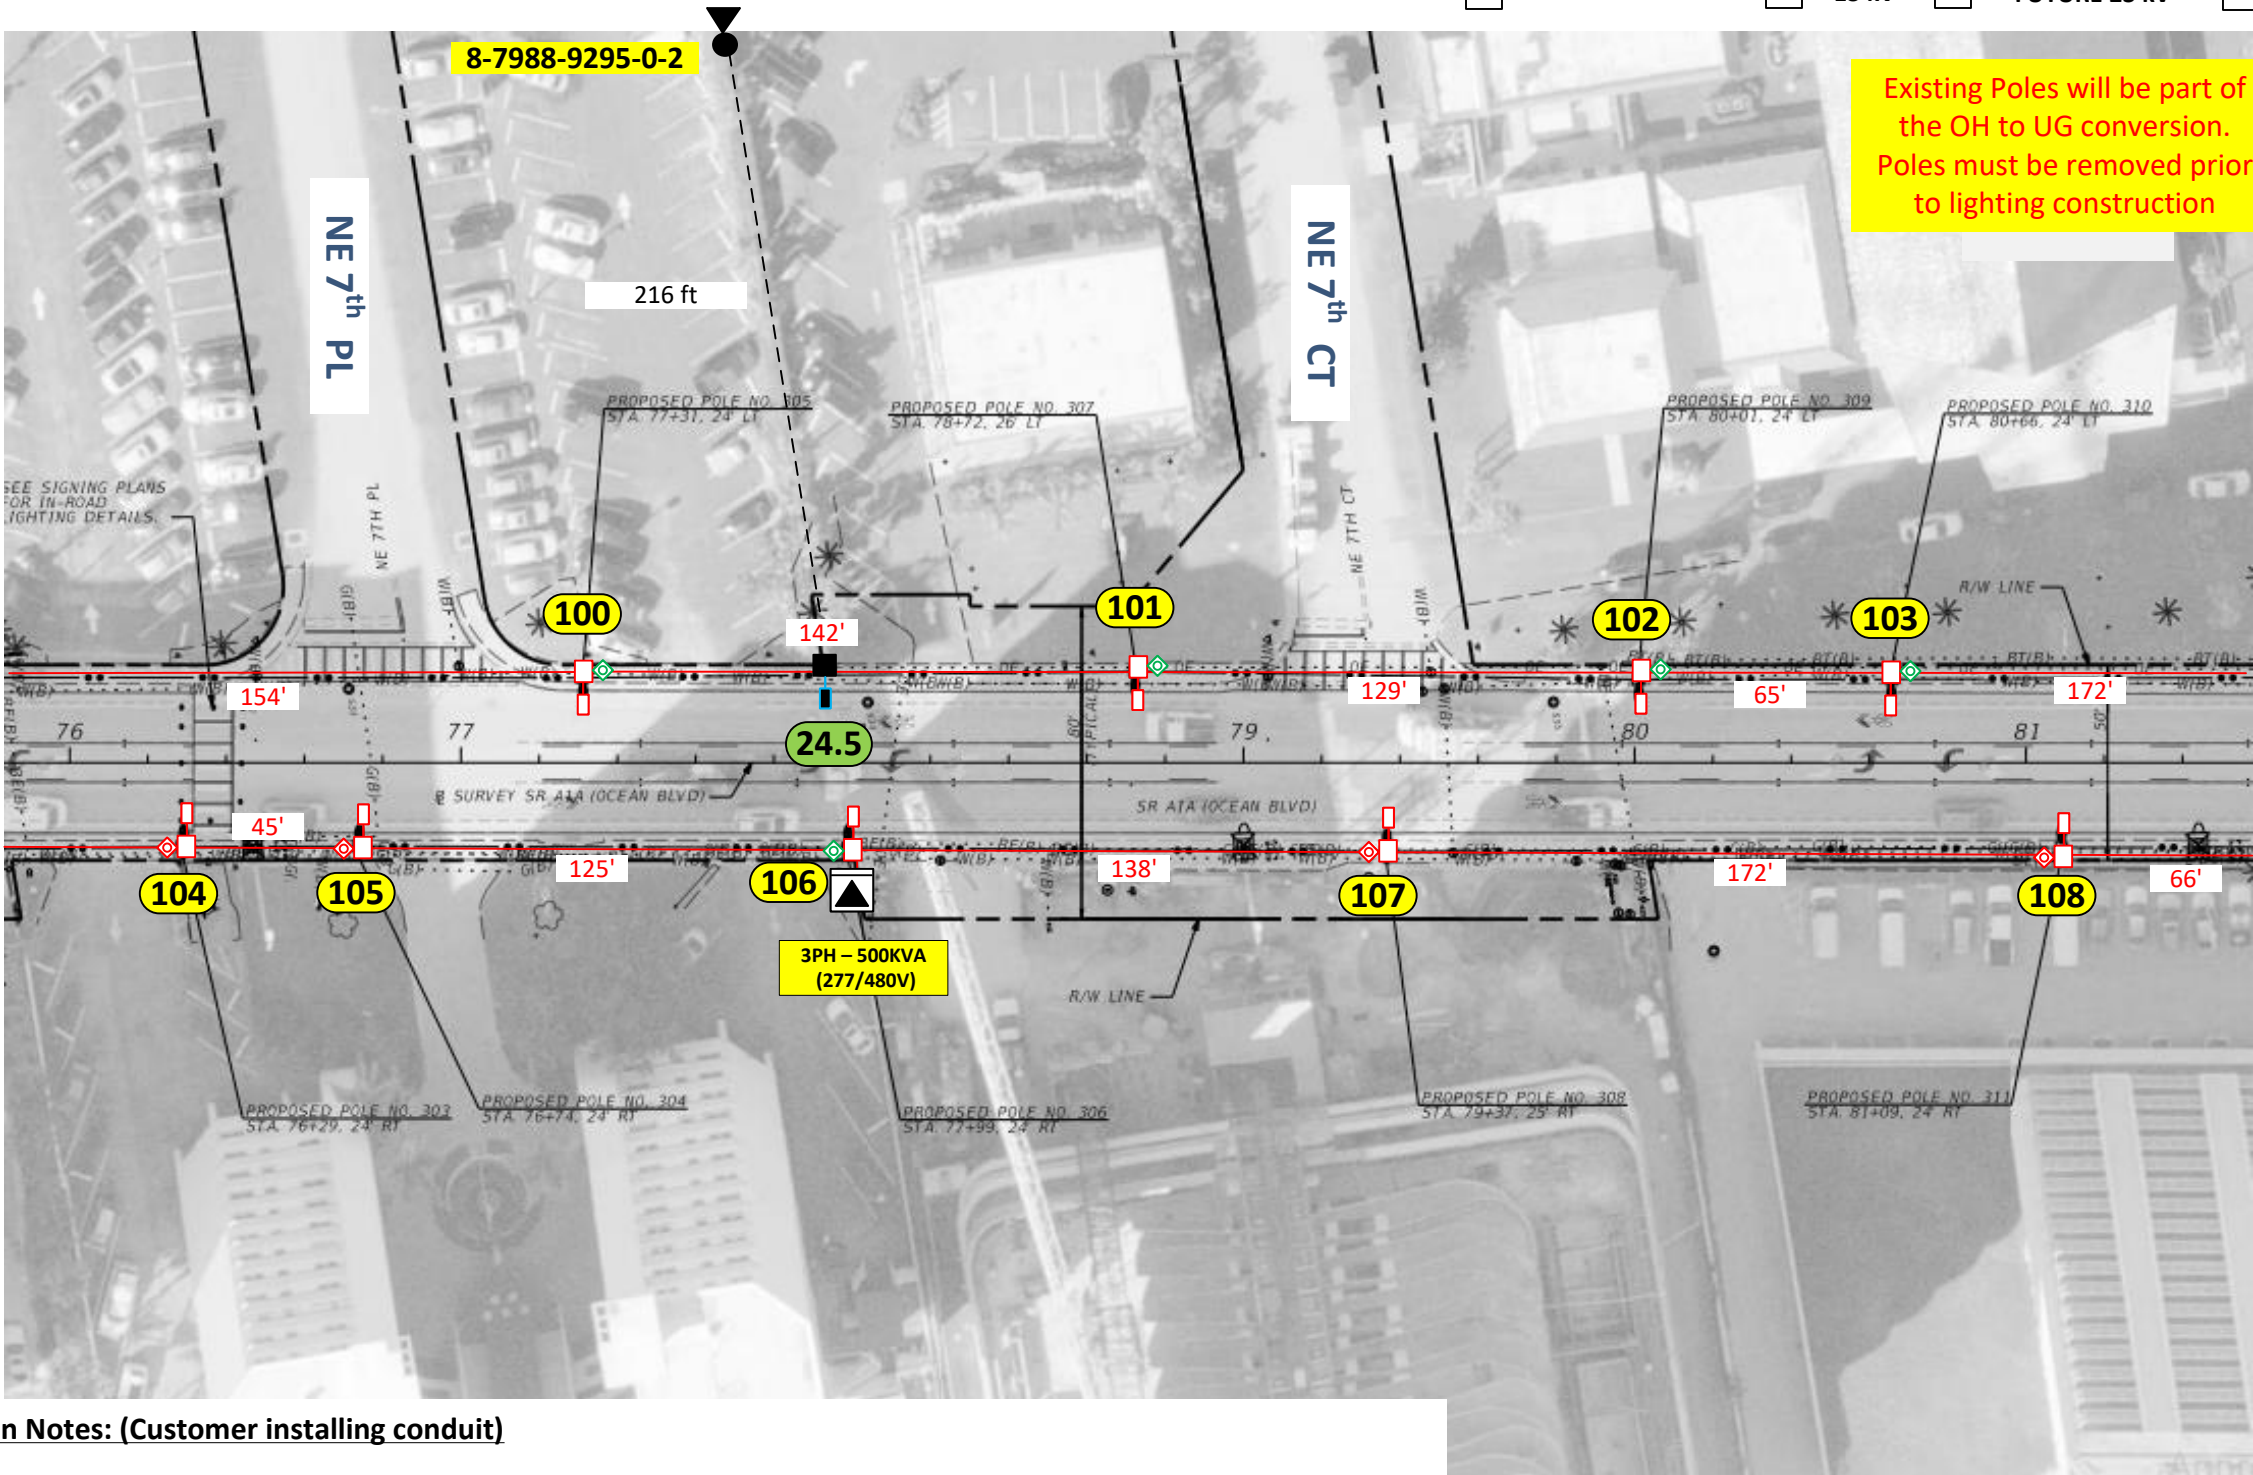 8-7988-9295-0-2
Existing Poles will be part of
the OH to UG conversion.
Poles must be removed prior
to lighting construction
NE 7th PL
216 ft
NE 7th CT
PROPOSED POLE NO. 305
STA. 77+31, 24' LT
PROPOSED POLE NO. 307
STA. 78+72, 26' LT
PROPOSED POLE NO. 309
STA. 80+01, 24' LT
PROPOSED POLE NO. 310
STA. 80+66, 24' LT
SEE SIGNING PLANS
FOR IN-ROAD
LIGHTING DETAILS.
NE 7TH PL
NE 7TH CT
R/W LINE
100
142'
101
102
103
154'
129'
65'
172'
76
77
24.5
79
80
81
80'
TYPICAL
50'
SURVEY SR A1A (OCEAN BLVD)
SR A1A (OCEAN BLVD)
45'
125'
138'
172'
66'
104
105
106
107
108
3PH – 500KVA
(277/480V)
R/W LINE
PROPOSED POLE NO. 303
STA. 76+29, 24' RT
PROPOSED POLE NO. 304
STA. 76+74, 24' RT
PROPOSED POLE NO. 306
STA. 77+99, 24' RT
PROPOSED POLE NO. 308
STA. 79+37, 25' RT
PROPOSED POLE NO. 311
STA. 81+09, 24' RT
n Notes: (Customer installing conduit)